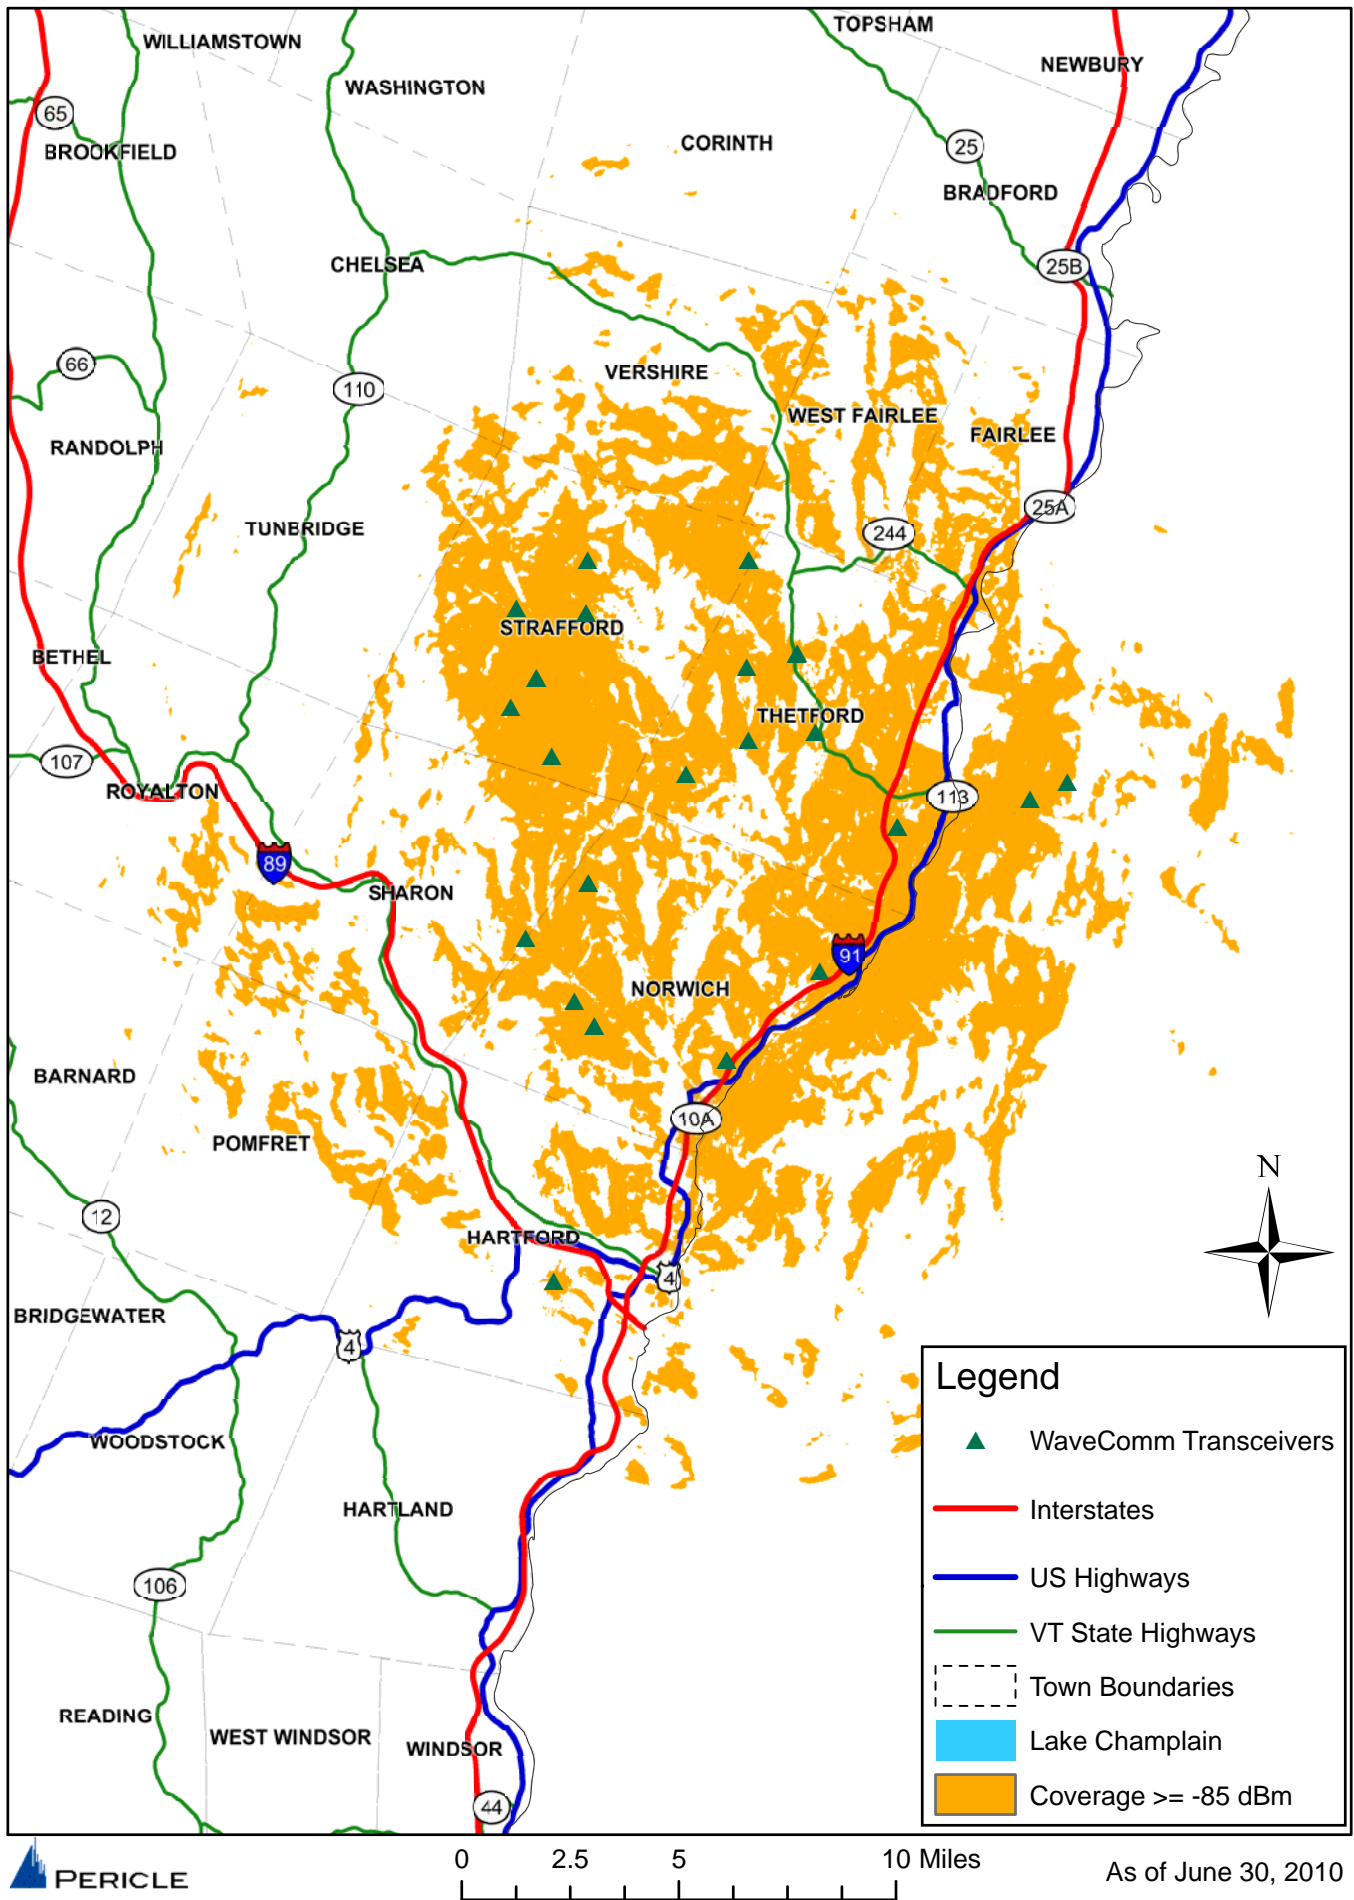 TOPSHAM
WILLIAMSTOWN
NEWBURY
WASHINGTON
65
CORINTH
25
BROOKFIELD
BRADFORD
CHELSEA
25B
66
VERSHIRE
110
WEST FAIRLEE
FAIRLEE
RANDOLPH
25A
TUNBRIDGE
244
STRAFFORD
BETHEL
THETFORD
107
ROYALTON
113
89
SHARON
91
NORWICH
BARNARD
10A
POMFRET
N
12
HARTFORD
4
BRIDGEWATER
4
Legend
WaveComm Transceivers
WOODSTOCK
HARTLAND
Interstates
US Highways
106
VT State Highways
Town Boundaries
READING
WEST WINDSOR
WINDSOR
Lake Champlain
Coverage >= -85 dBm
44
PERICLE
0 2.5 5 10 Miles
As of June 30, 2010